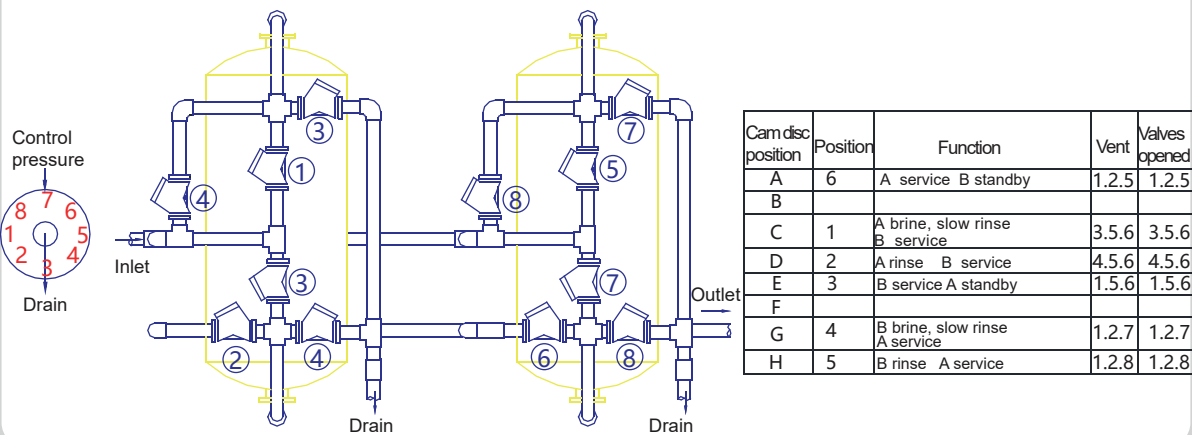 Control
pressure
7
8 6
1 5
2 4
3
Drain
Inlet
3
1
4
3
2
4
Drain
7
5
8
7
6
8
Outlet
Drain
Cam disc position Position Function Vent Valves opened
A 6 A service B standby 1.2.5 1.2.5
B
C 1 A brine, slow rinse B service 3.5.6 3.5.6
D 2 A rinse B service 4.5.6 4.5.6
E 3 B service A standby 1.5.6 1.5.6
F
G 4 B brine, slow rinse A service 1.2.7 1.2.7
H 5 B rinse A service 1.2.8 1.2.8